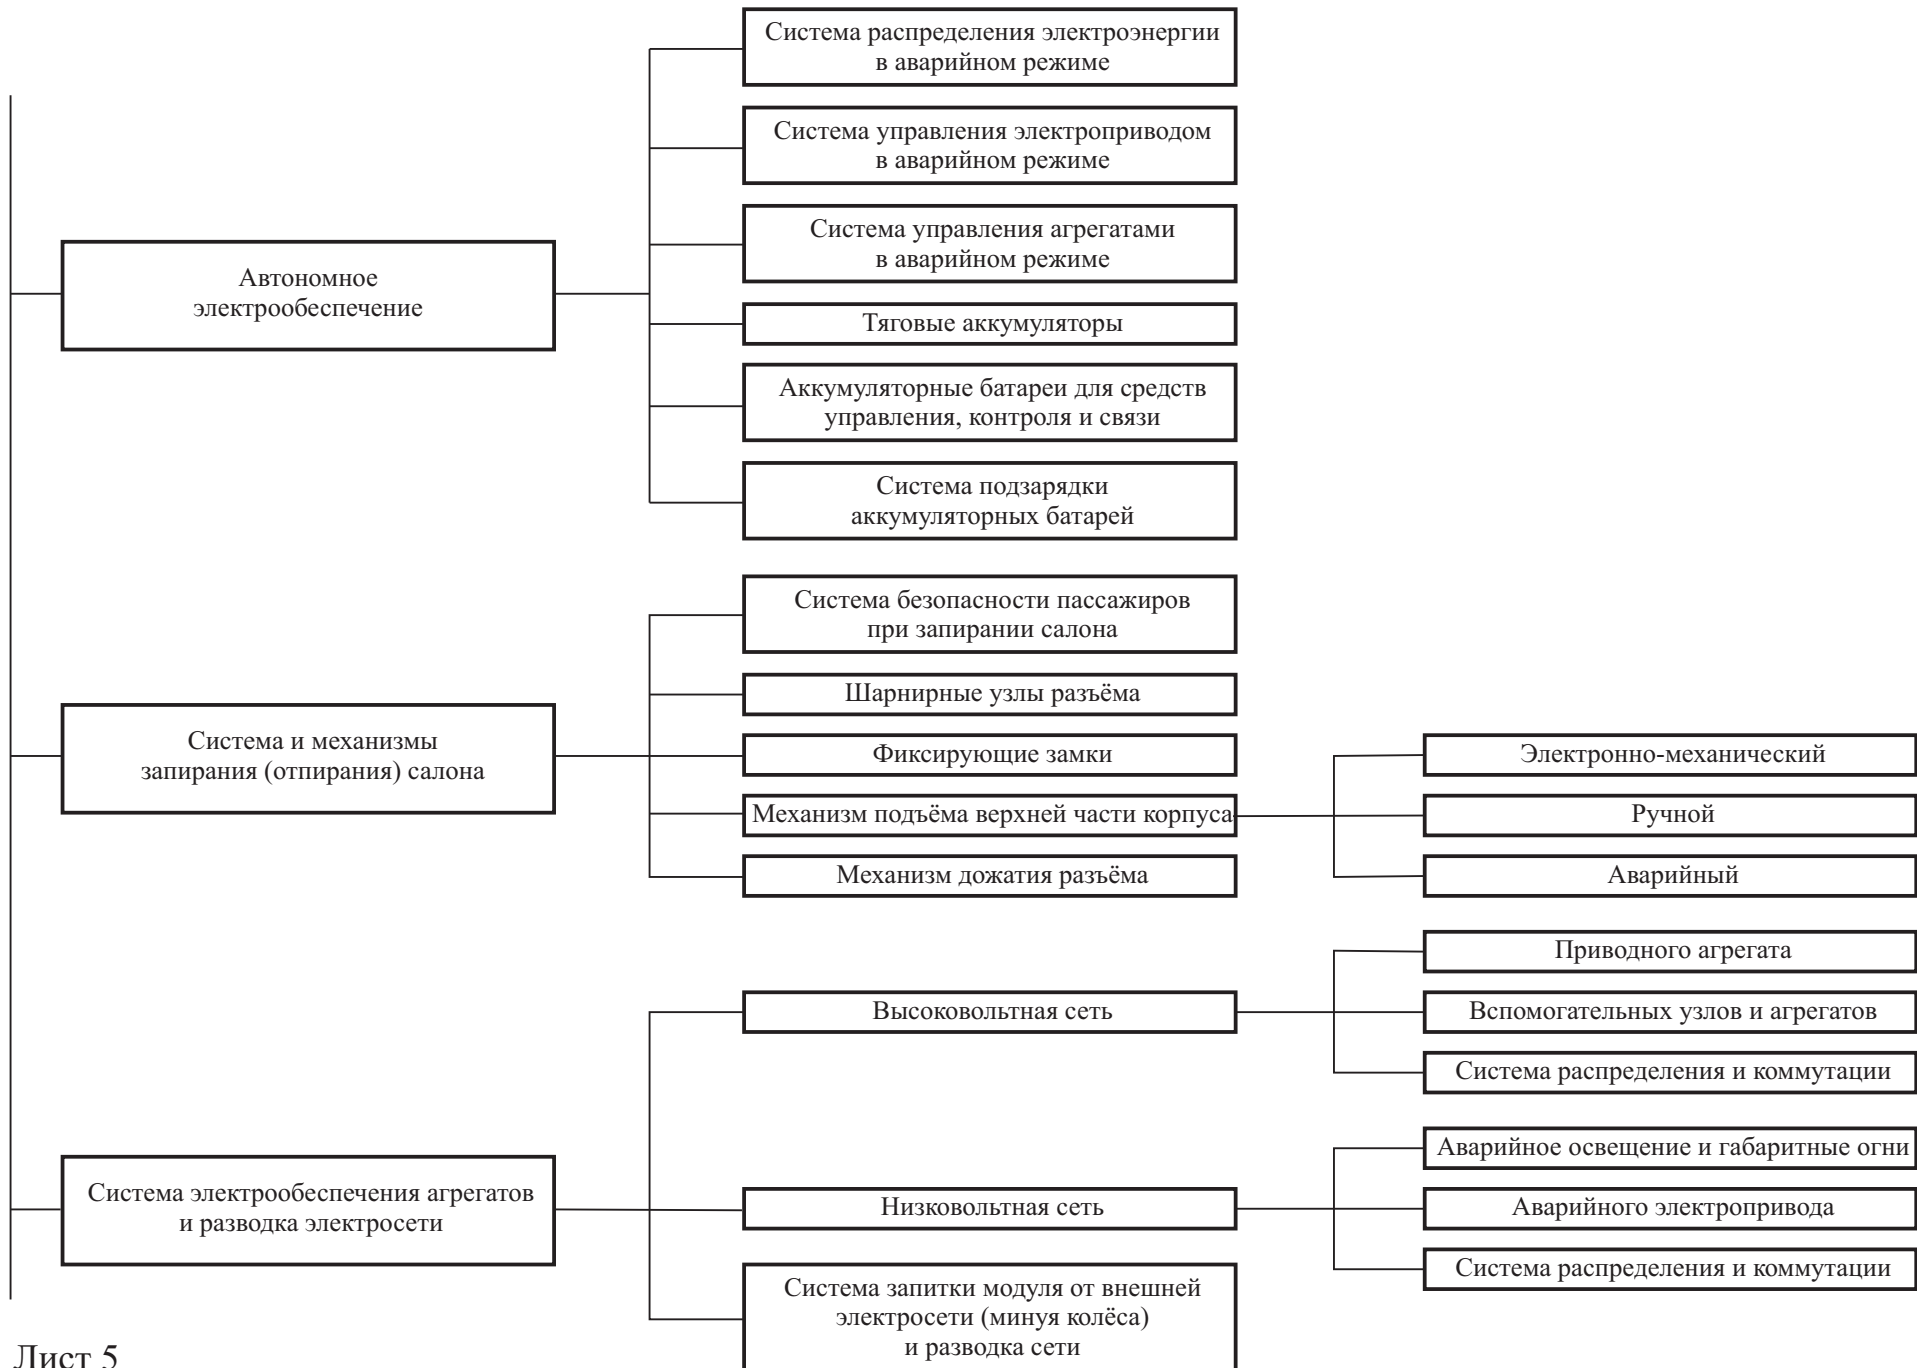 Система распределения электроэнергии
в аварийном режиме
Система управления электроприводом
в аварийном режиме
Система управления агрегатами
в аварийном режиме
Автономное
электрообеспечение
Тяговые аккумуляторы
Аккумуляторные батареи для средств
управления, контроля и связи
Система подзарядки
аккумуляторных батарей
Система безопасности пассажиров
при запирании салона
Шарнирные узлы разъёма
Система и механизмы
запирания (отпирания) салона
Фиксирующие замки
Механизм подъёма верхней части корпуса
Механизм дожатия разъёма
Электронно-механический
Ручной
Аварийный
Система электрообеспечения агрегатов
и разводка электросети
Высоковольтная сеть
Приводного агрегата
Вспомогательных узлов и агрегатов
Система распределения и коммутации
Низковольтная сеть
Аварийное освещение и габаритные огни
Аварийного электропривода
Система распределения и коммутации
Система запитки модуля от внешней
электросети (минуя колёса)
и разводка сети
Лист 5